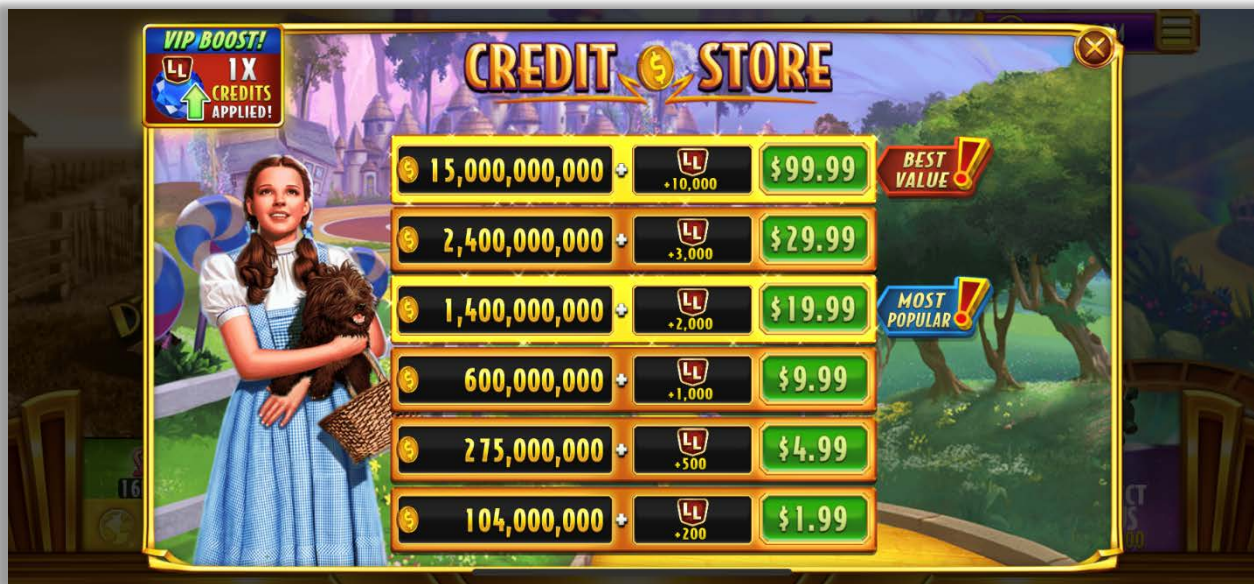 VIP BOOST!
LL 1X
CREDITS
APPLIED!
CREDIT STORE
15,000,000,000 + LL +10,000 $99.99
BEST
VALUE
2,400,000,000 + LL +3,000 $29.99
1,400,000,000 + LL +2,000 $19.99
MOST
POPULAR
600,000,000 + LL +1,000 $9.99
275,000,000 + LL +500 $4.99
104,000,000 + LL +200 $1.99